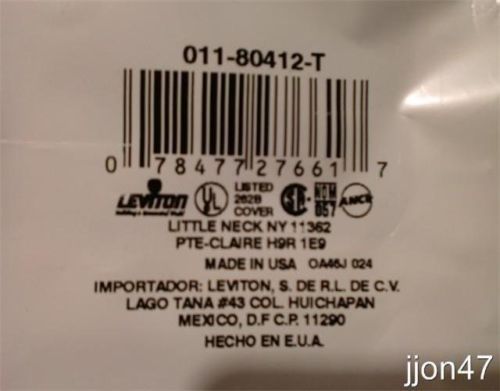 011-80412-T
0 78477 27661 7
LEVITON UL LISTED 262B COVER NOM 057 ANCE
LITTLE NECK NY 11362
PTE-CLAIRE H9R 1E9
MADE IN USA OA46J 024
IMPORTADOR: LEVITON, S. DE R.L. DE C.V.
LAGO TANA #43 COL. HUICHAPAN
MEXICO, D.F C.P. 11290
HECHO EN E.U.A.
jjon47